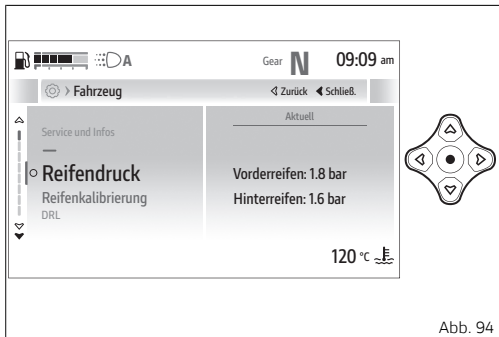 A Gear N 09:09 am
Fahrzeug Zurück Schließ.
Service und Infos
Reifendruck
Reifenkalibrierung
DRL
Aktuell
Vorderreifen: 1.8 bar
Hinterreifen: 1.6 bar
120 °C
Abb. 94